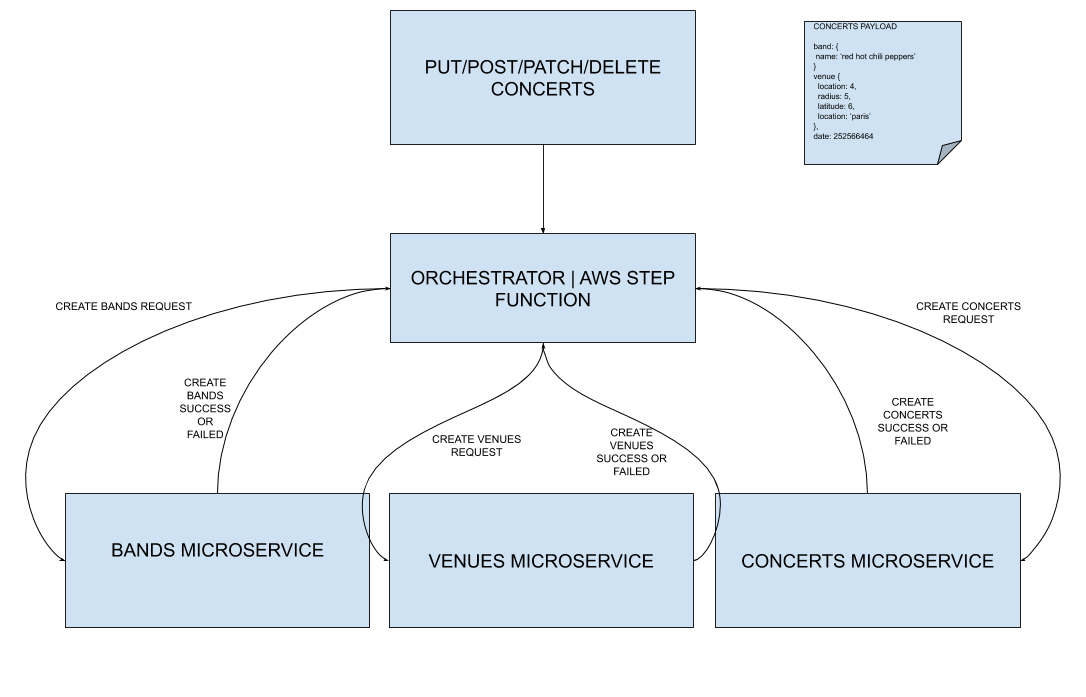 PUT/POST/PATCH/DELETE
CONCERTS
CONCERTS PAYLOAD
band: {
name: 'red hot chili peppers'
}
venue {
location: 4,
radius: 5,
latitude: 6,
location: 'paris'
},
date: 252566464
ORCHESTRATOR | AWS STEP
FUNCTION
CREATE BANDS REQUEST
CREATE CONCERTS
REQUEST
CREATE
BANDS
SUCCESS
OR
FAILED
CREATE VENUES
REQUEST
CREATE
VENUES
SUCCESS OR
FAILED
CREATE
CONCERTS
SUCCESS OR
FAILED
BANDS MICROSERVICE
VENUES MICROSERVICE
CONCERTS MICROSERVICE